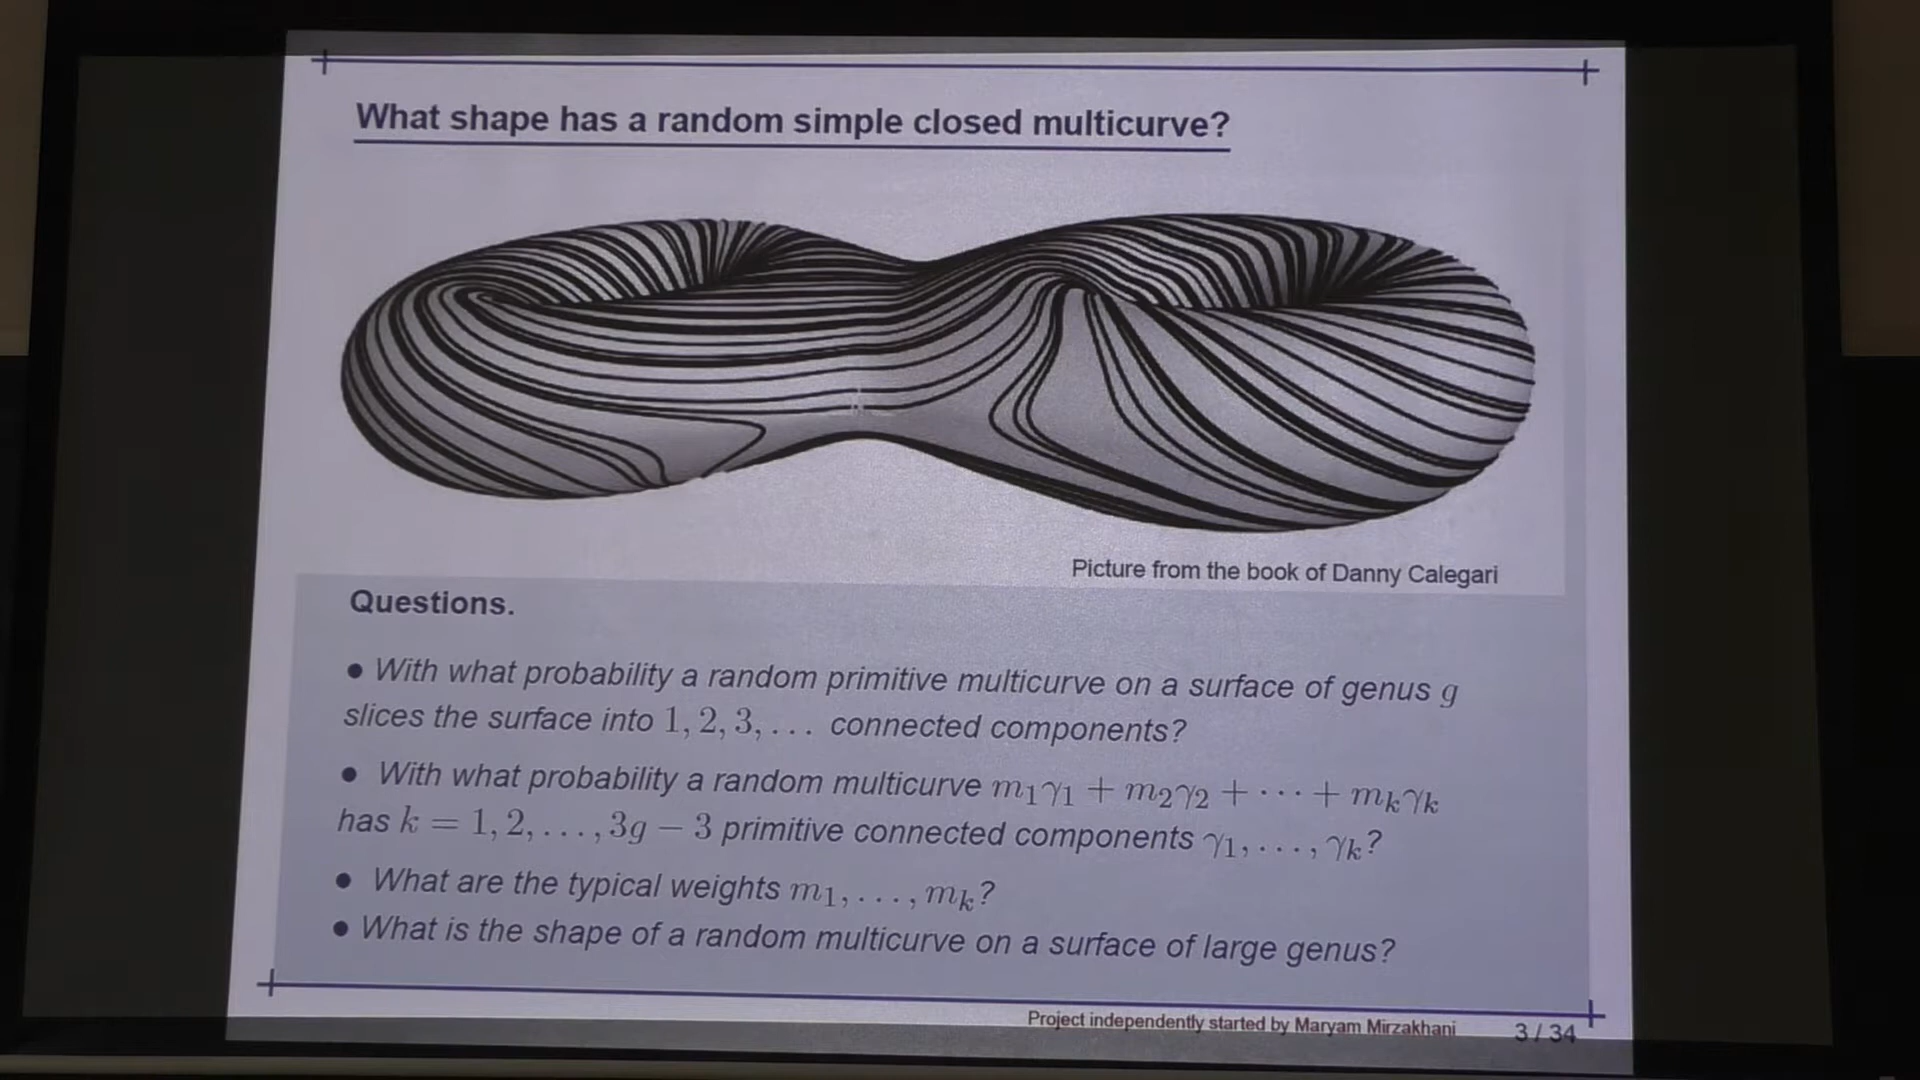 What shape has a random simple closed multicurve?
Picture from the book of Danny Calegari
Questions.
• With what probability a random primitive multicurve on a surface of genus g
slices the surface into 1, 2, 3, . . . connected components?
• With what probability a random multicurve m₁γ₁ + m₂γ₂ + · · · + mₖγₖ
has k = 1, 2, . . . , 3g − 3 primitive connected components γ₁, . . . , γₖ?
• What are the typical weights m₁, . . . , mₖ?
• What is the shape of a random multicurve on a surface of large genus?
Project independently started by Maryam Mirzakhani
3 / 34